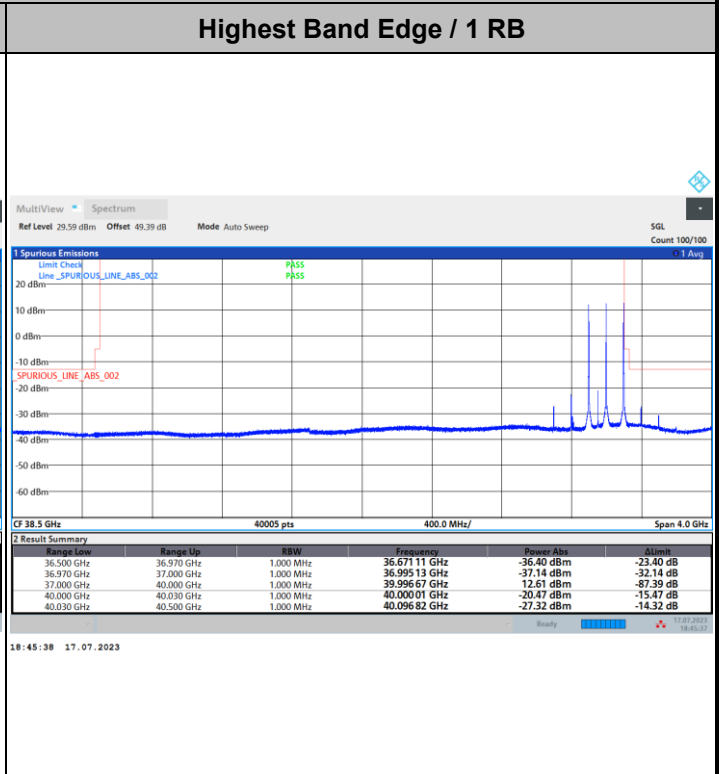 Highest Band Edge / 1 RB
MultiView Spectrum
Ref Level 29.59 dBm Offset 49.39 dB Mode Auto Sweep SGL
Count 100/100
1 Spurious Emissions 1 Avg
Limit Check PASS
Line _SPURIOUS_LINE_ABS_002 PASS
20 dBm
10 dBm
0 dBm
-10 dBm
_SPURIOUS_LINE_ABS_002
-20 dBm
-30 dBm
-40 dBm
-50 dBm
-60 dBm
CF 38.5 GHz 40005 pts 400.0 MHz/ Span 4.0 GHz
2 Result Summary
Range Low Range Up RBW Frequency Power Abs ΔLimit
36.500 GHz 36.970 GHz 1.000 MHz 36.671 11 GHz -36.40 dBm -23.40 dB
36.970 GHz 37.000 GHz 1.000 MHz 36.995 13 GHz -37.14 dBm -32.14 dB
37.000 GHz 40.000 GHz 1.000 MHz 39.996 67 GHz 12.61 dBm -87.39 dB
40.000 GHz 40.030 GHz 1.000 MHz 40.000 01 GHz -20.47 dBm -15.47 dB
40.030 GHz 40.500 GHz 1.000 MHz 40.096 82 GHz -27.32 dBm -14.32 dB
Ready 17.07.2023
18:45:37
18:45:38 17.07.2023